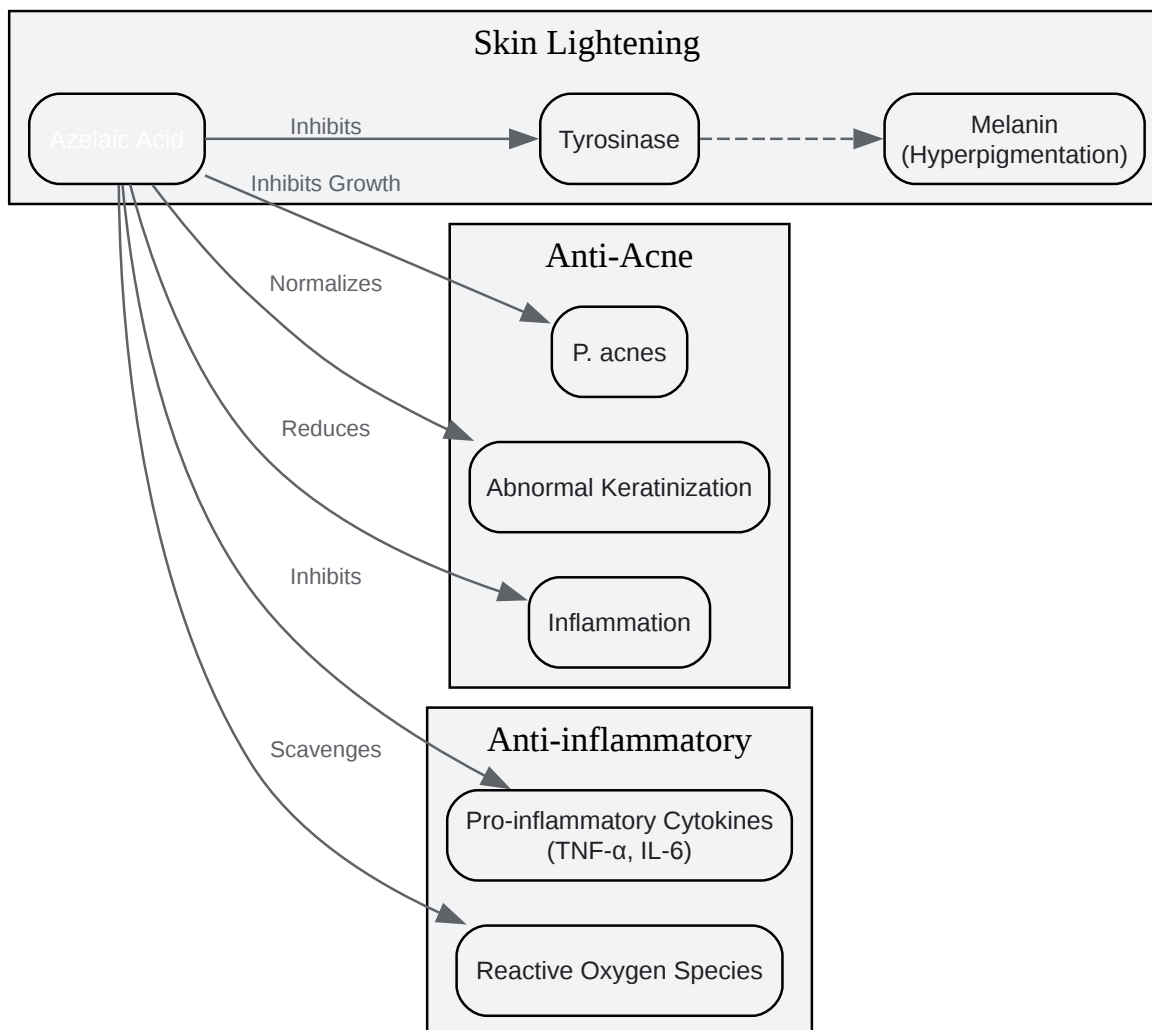 Skin Lightening
Azelaic Acid
Inhibits
Tyrosinase
Melanin
(Hyperpigmentation)
Inhibits Growth
Anti-Acne
Normalizes
P. acnes
Reduces
Abnormal Keratinization
Inhibits
Inflammation
Anti-inflammatory
Scavenges
Pro-inflammatory Cytokines
(TNF-α, IL-6)
Reactive Oxygen Species